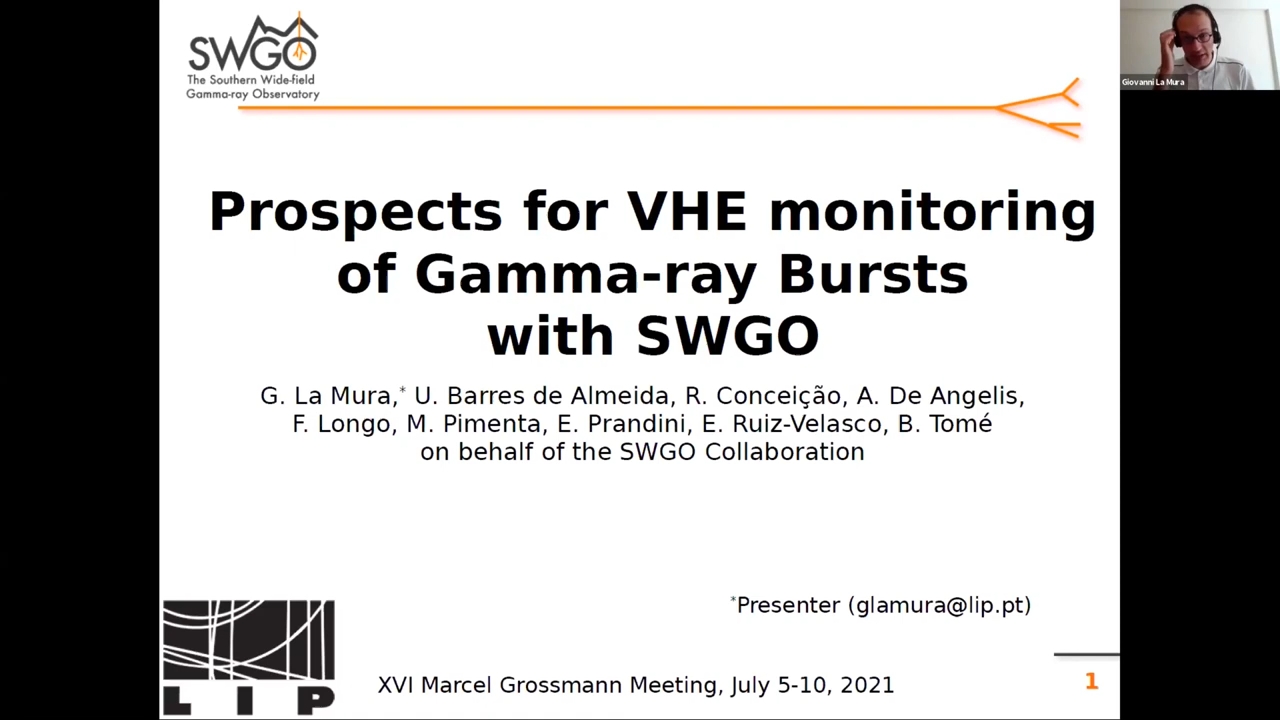 SWGO
The Southern Wide-field
Gamma-ray Observatory
Giovanni La Mura
Prospects for VHE monitoring
of Gamma-ray Bursts
with SWGO
G. La Mura,* U. Barres de Almeida, R. Conceição, A. De Angelis,
F. Longo, M. Pimenta, E. Prandini, E. Ruiz-Velasco, B. Tomé
on behalf of the SWGO Collaboration
*Presenter (glamura@lip.pt)
LIP
XVI Marcel Grossmann Meeting, July 5-10, 2021
1